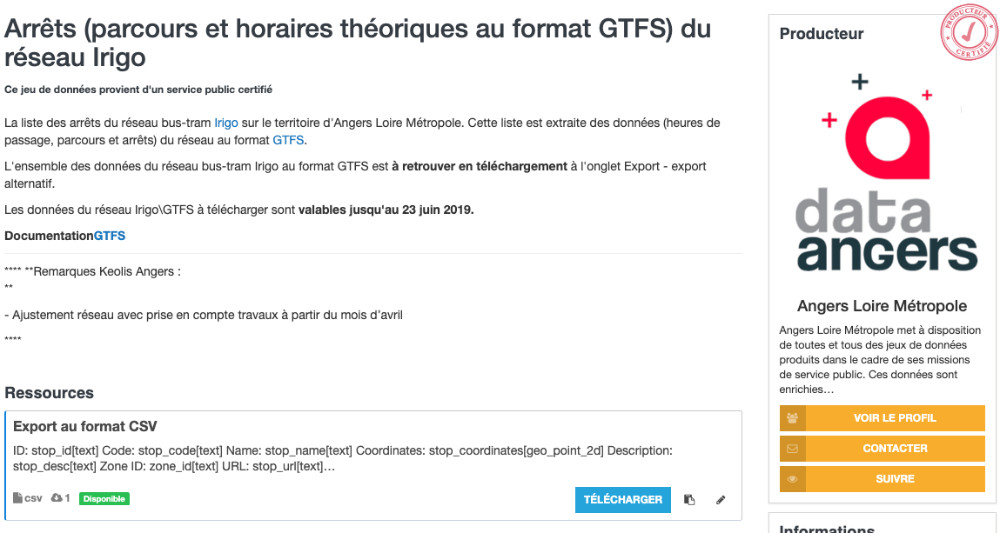 Arrêts (parcours et horaires théoriques au format GTFS) du
réseau Irigo
Ce jeu de données provient d'un service public certifié
La liste des arrêts du réseau bus-tram Irigo sur le territoire d'Angers Loire Métropole. Cette liste est extraite des données (heures de
passage, parcours et arrêts) du réseau au format GTFS.
L'ensemble des données du réseau bus-tram Irigo au format GTFS est à retrouver en téléchargement à l'onglet Export - export
alternatif.
Les données du réseau Irigo\GTFS à télécharger sont valables jusqu'au 23 juin 2019.
DocumentationGTFS
**** **Remarques Keolis Angers :
**
- Ajustement réseau avec prise en compte travaux à partir du mois d'avril
****
Ressources
Export au format CSV
ID: stop_id[text] Code: stop_code[text] Name: stop_name[text] Coordinates: stop_coordinates[geo_point_2d] Description:
stop_desc[text] Zone ID: zone_id[text] URL: stop_url[text]…
csv 1 Disponible
TÉLÉCHARGER
Producteur
PRODUCTEUR
CERTIFIÉ
data
angers
Angers Loire Métropole
Angers Loire Métropole met à disposition
de toutes et tous des jeux de données
produits dans le cadre de ses missions
de service public. Ces données sont
enrichies…
VOIR LE PROFIL
CONTACTER
SUIVRE
Informations